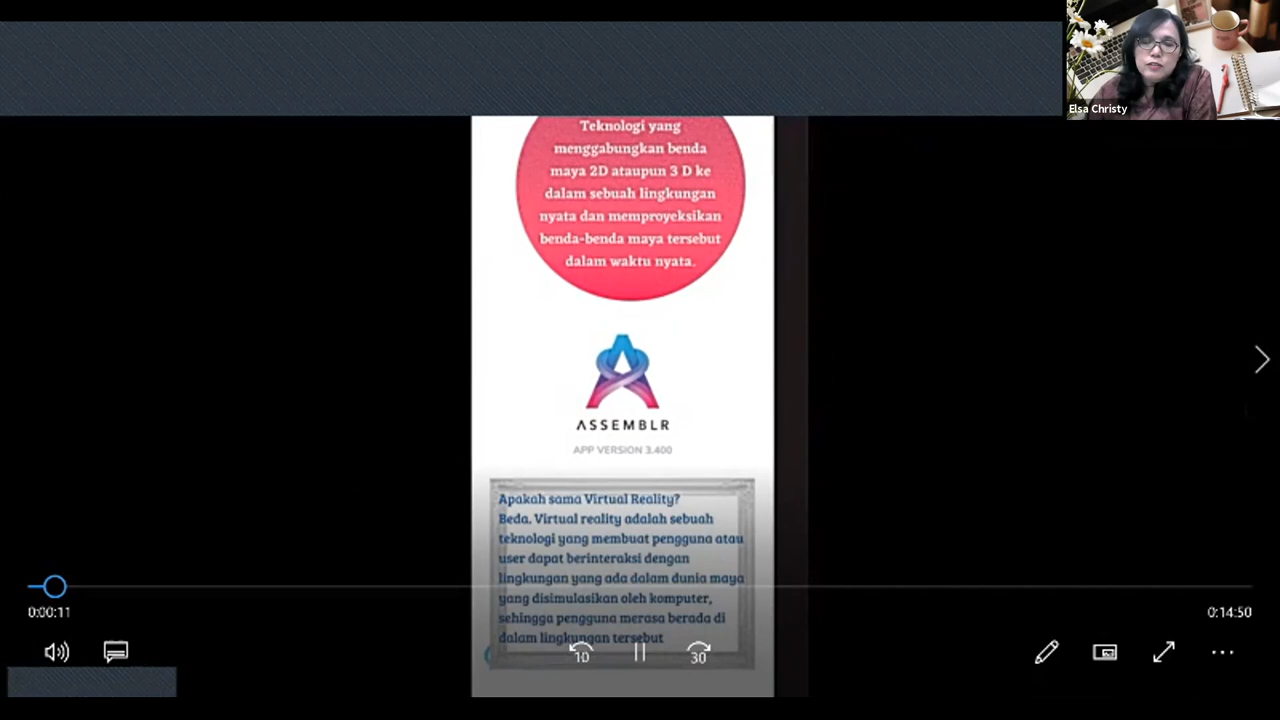 Elsa Christy
Teknologi yang
menggabungkan benda
maya 2D ataupun 3 D ke
dalam sebuah lingkungan
nyata dan memproyeksikan
benda-benda maya tersebut
dalam waktu nyata.
ASSEMBLR
APP VERSION 3.400
Apakah sama Virtual Reality?
Beda. Virtual reality adalah sebuah
teknologi yang membuat pengguna atau
user dapat berinteraksi dengan
lingkungan yang ada dalam dunia maya
yang disimulasikan oleh komputer,
sehingga pengguna merasa berada di
dalam lingkungan tersebut
0:00:11
0:14:50
10
30